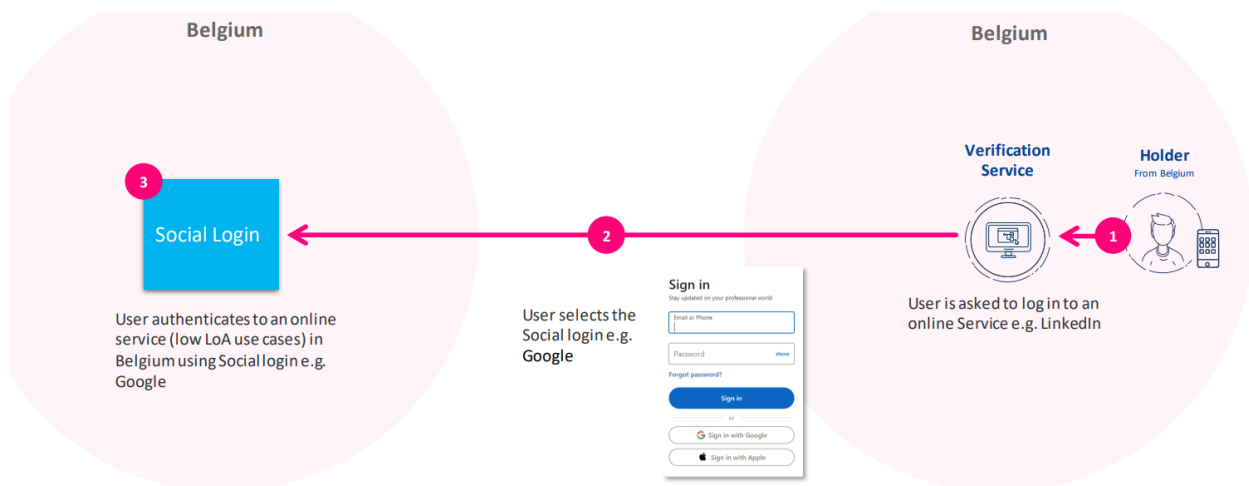 Belgium
Belgium
Verification
Service
Holder
From Belgium
3
Social Login
2
1
User authenticates to an online
service (low LoA use cases) in
Belgium using Social login e.g.
Google
User selects the
Social login e.g.
Google
Sign in
Stay updated on your professional world
Email or Phone
Password show
Forgot password?
Sign in
or
Sign in with Google
Sign in with Apple
User is asked to log in to an
online Service e.g. LinkedIn